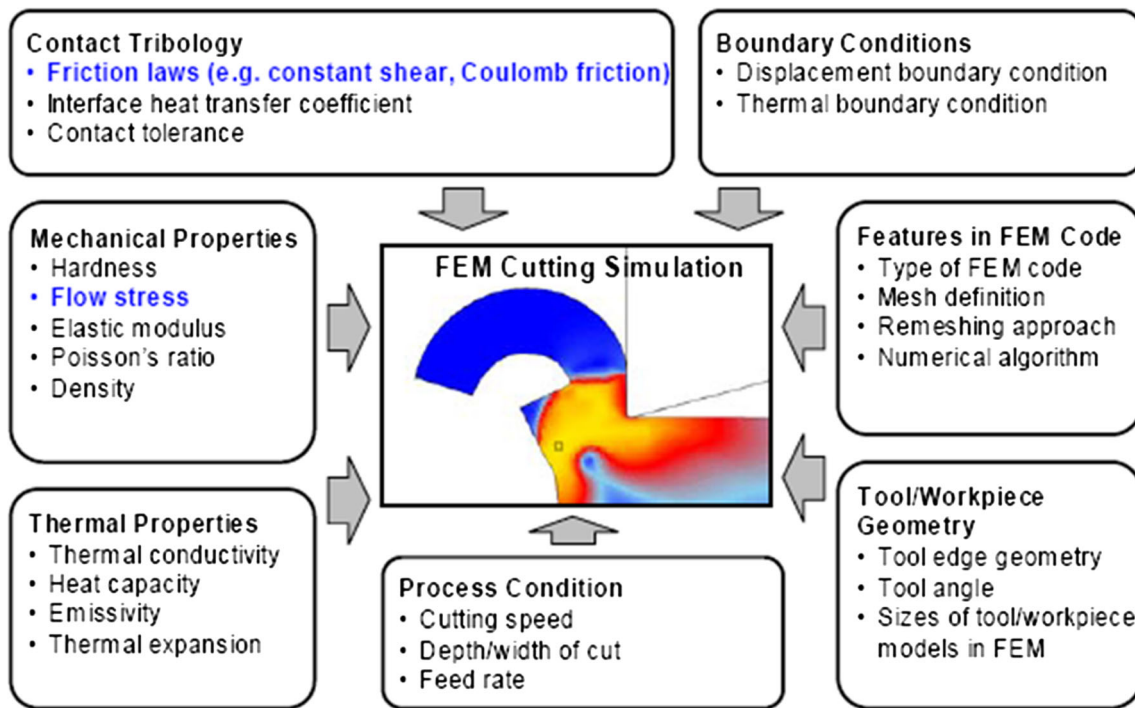 Contact Tribology
• Friction laws (e.g. constant shear, Coulomb friction)
• Interface heat transfer coefficient
• Contact tolerance
Boundary Conditions
• Displacement boundary condition
• Thermal boundary condition
Mechanical Properties
• Hardness
• Flow stress
• Elastic modulus
• Poisson's ratio
• Density
FEM Cutting Simulation
Features in FEM Code
• Type of FEM code
• Mesh definition
• Remeshing approach
• Numerical algorithm
Thermal Properties
• Thermal conductivity
• Heat capacity
• Emissivity
• Thermal expansion
Process Condition
• Cutting speed
• Depth/width of cut
• Feed rate
Tool/Workpiece
Geometry
• Tool edge geometry
• Tool angle
• Sizes of tool/workpiece
models in FEM